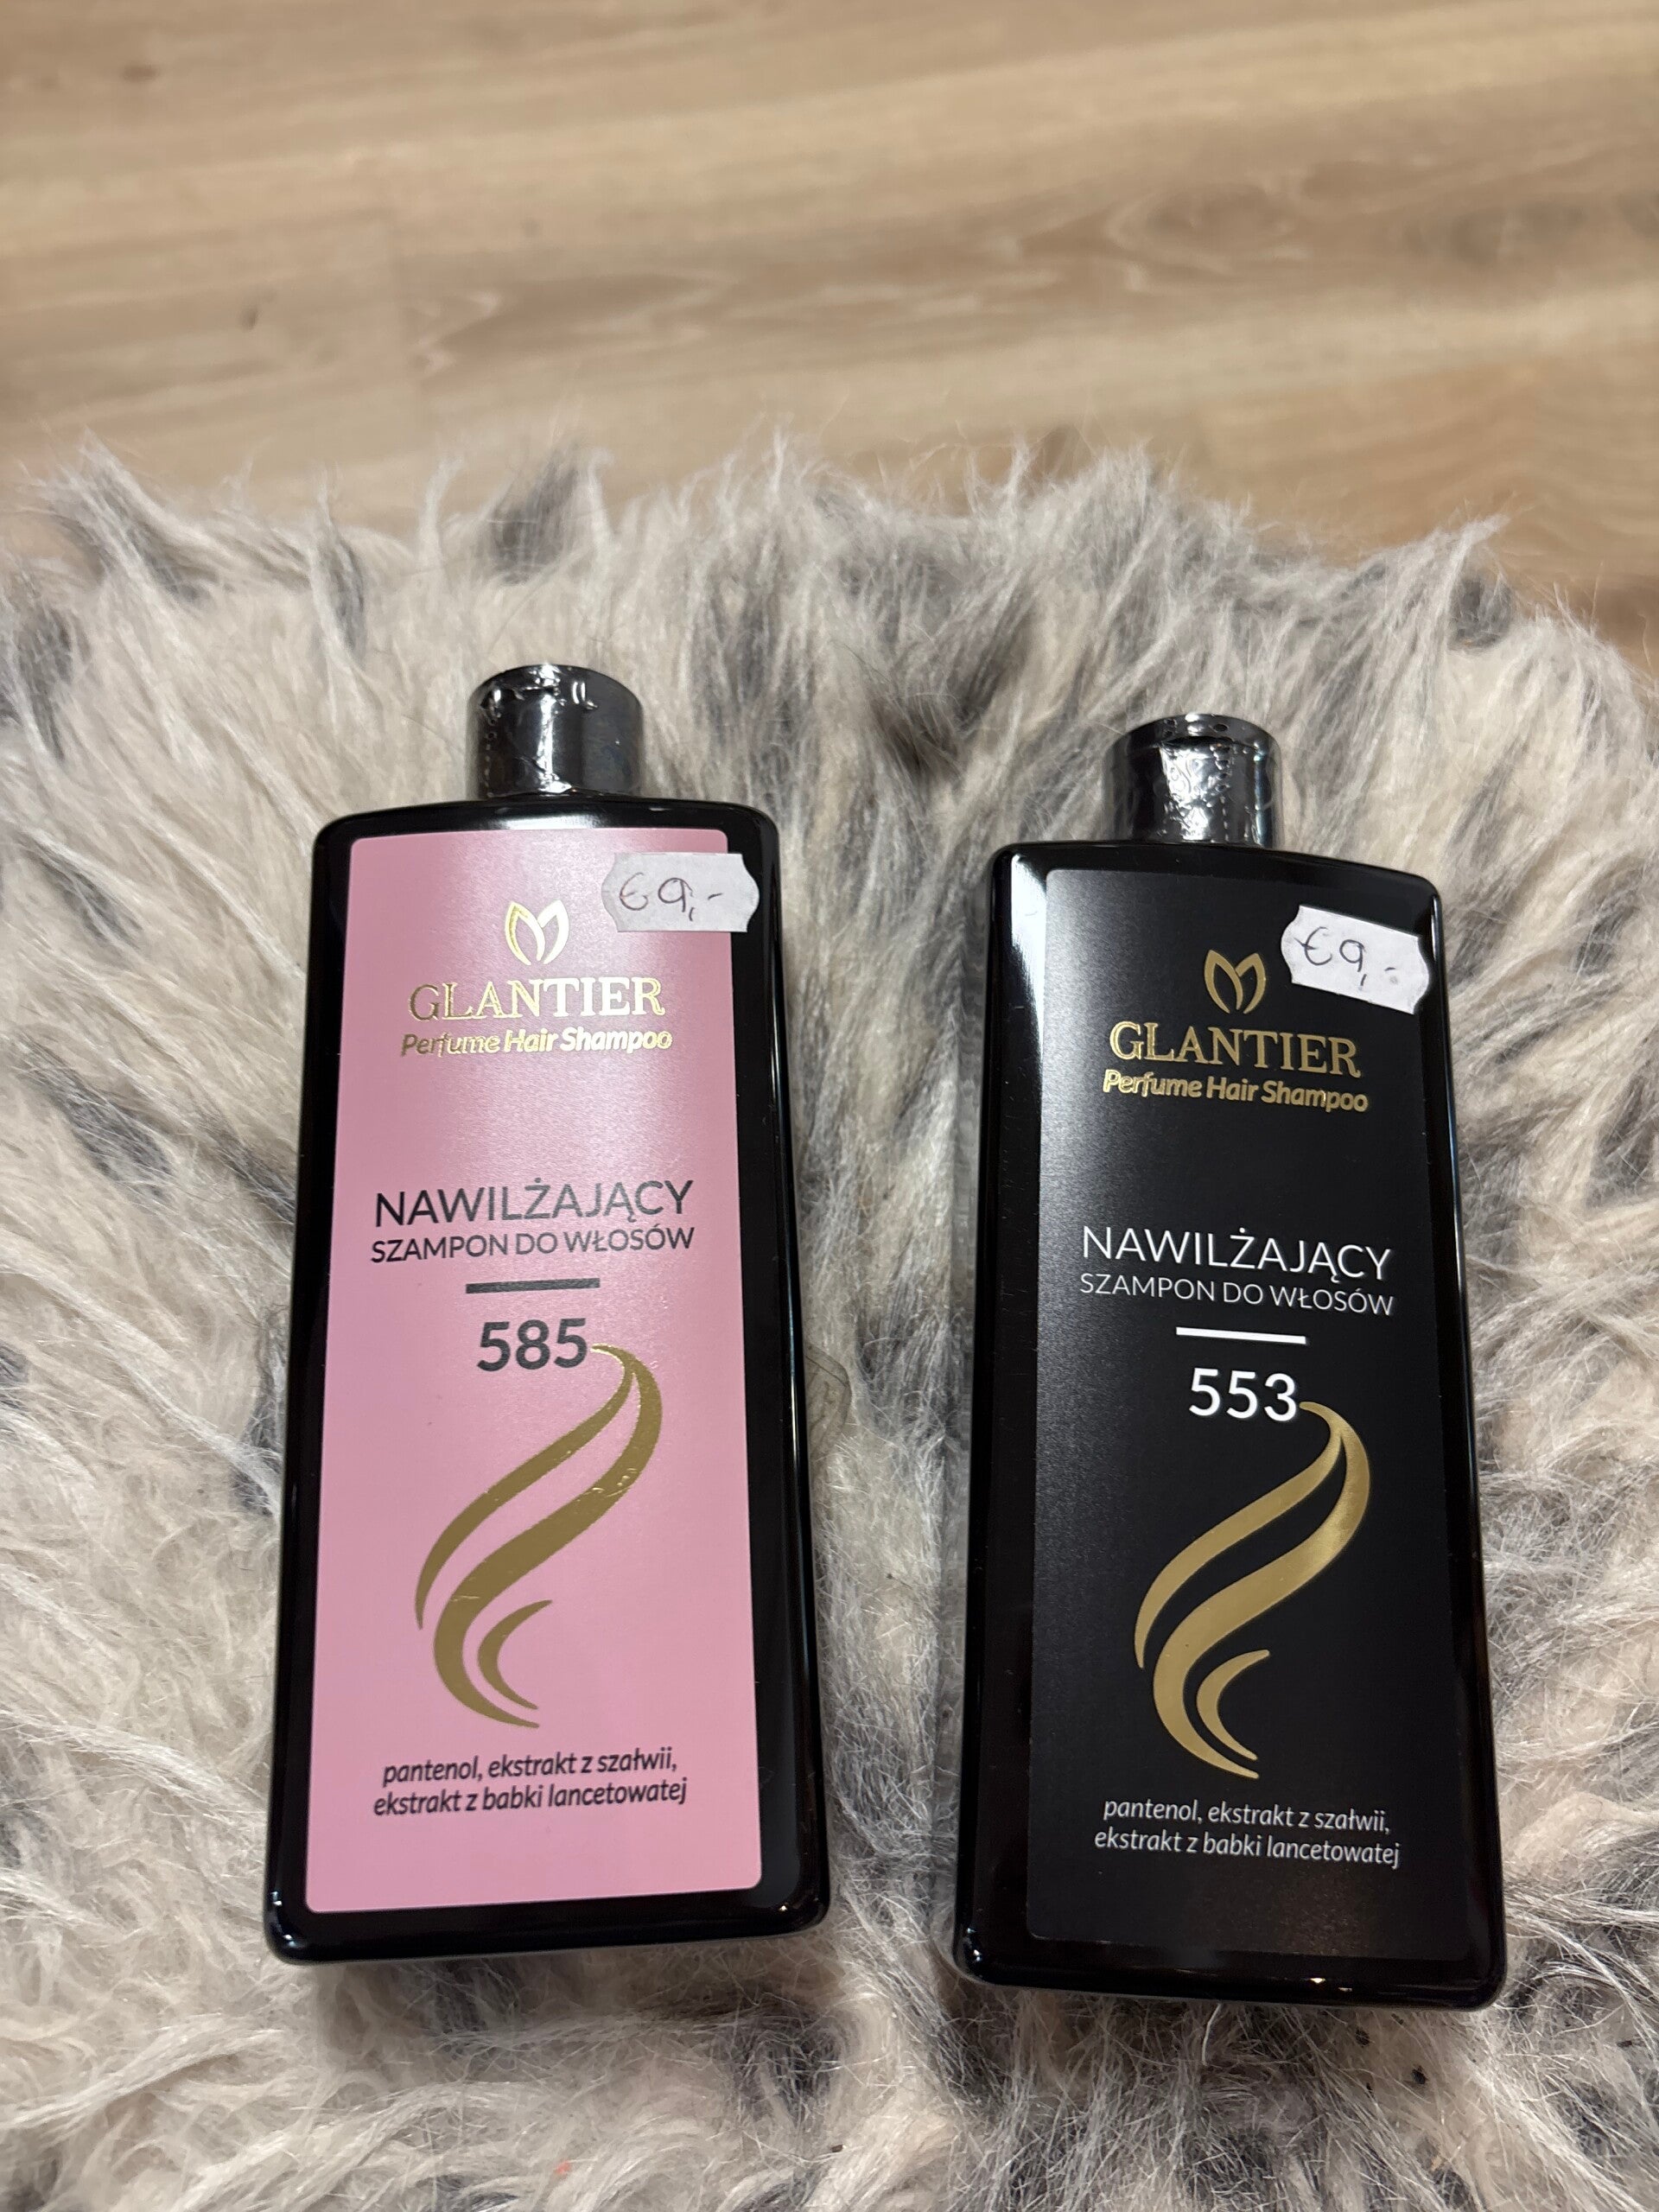 €9,-
GLANTIER
Perfume Hair Shampoo
NAWILŻAJĄCY
SZAMPON DO WŁOSÓW
585
pantenol, ekstrakt z szałwii,
ekstrakt z babki lancetowatej
€9,-
GLANTIER
Perfume Hair Shampoo
NAWILŻAJĄCY
SZAMPON DO WŁOSÓW
553
pantenol, ekstrakt z szałwii,
ekstrakt z babki lancetowatej